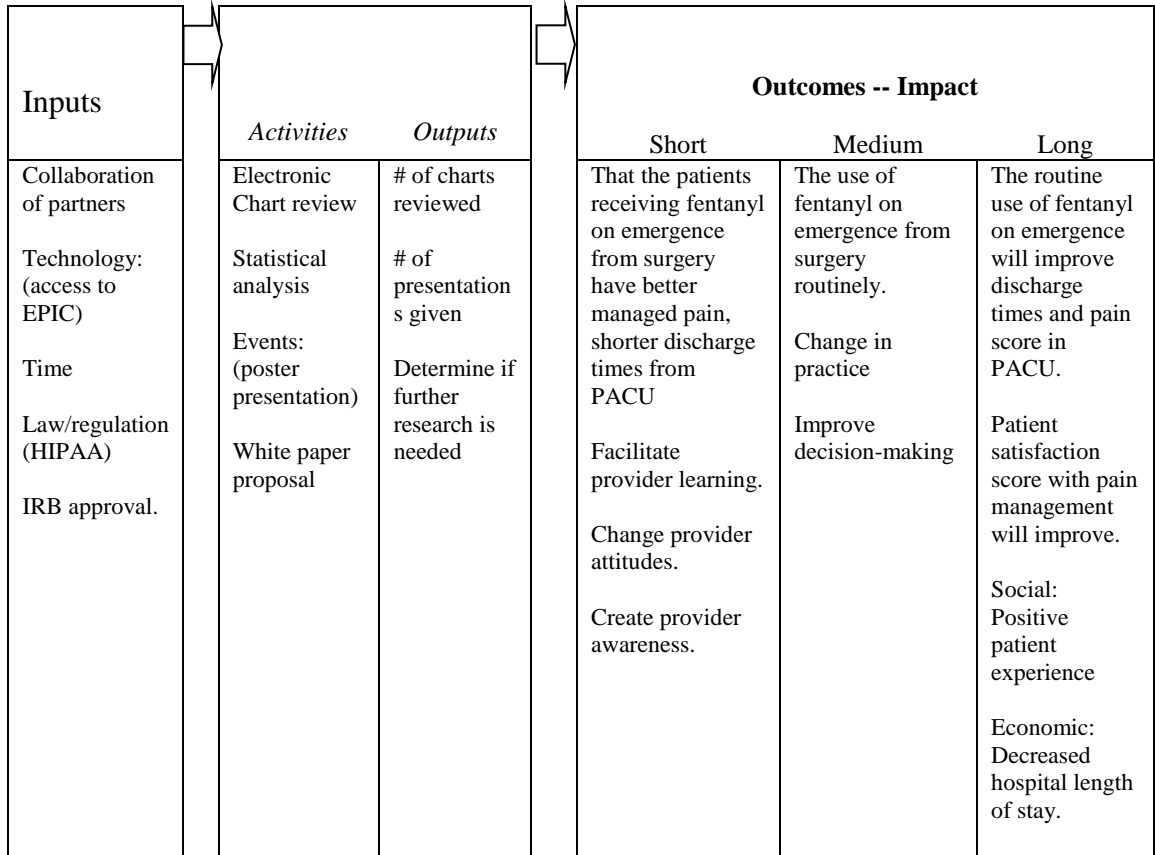 Inputs
Activities
Outputs
Outcomes -- Impact
Short
Medium
Long
Collaboration
of partners
Technology:
(access to
EPIC)
Time
Law/regulation
(HIPAA)
IRB approval.
Electronic
Chart review
Statistical
analysis
Events:
(poster
presentation)
White paper
proposal
# of charts
reviewed
# of
presentation
s given
Determine if
further
research is
needed
That the patients
receiving fentanyl
on emergence
from surgery
have better
managed pain,
shorter discharge
times from
PACU
Facilitate
provider learning.
Change provider
attitudes.
Create provider
awareness.
The use of
fentanyl on
emergence from
surgery
routinely.
Change in
practice
Improve
decision-making
The routine
use of fentanyl
on emergence
will improve
discharge
times and pain
score in
PACU.
Patient
satisfaction
score with pain
management
will improve.
Social:
Positive
patient
experience
Economic:
Decreased
hospital length
of stay.